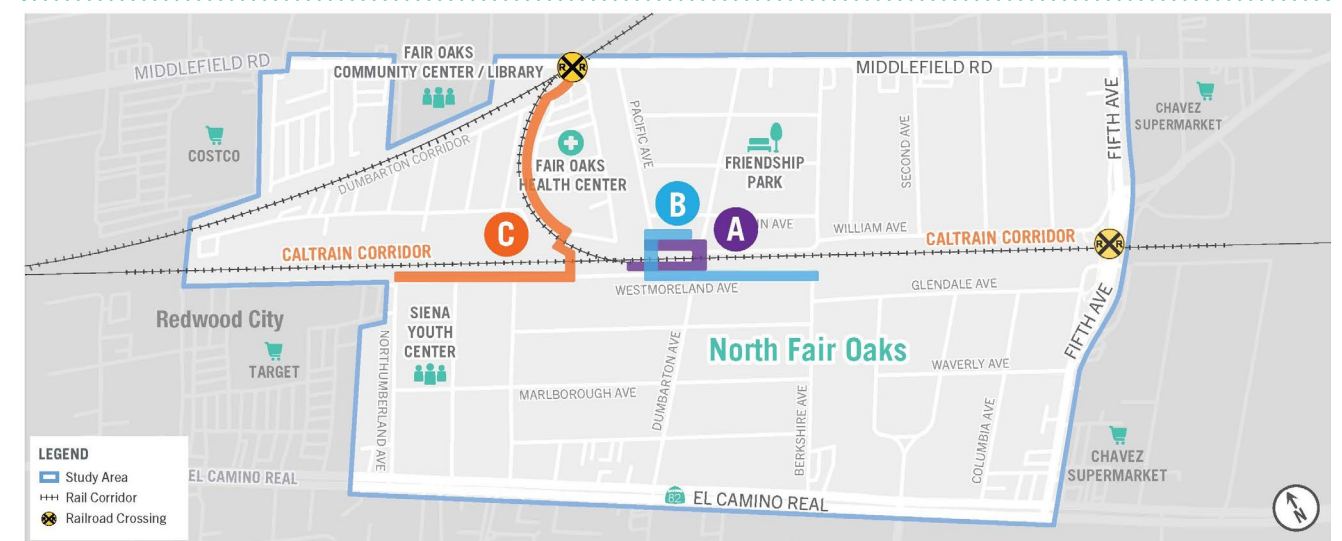 MIDDLEFIELD RD
FAIR OAKS
COMMUNITY CENTER / LIBRARY
R R
MIDDLEFIELD RD
FIFTH AVE
CHAVEZ
SUPERMARKET
COSTCO
DUMBARTON CORRIDOR
PACIFIC AVE
FAIR OAKS
HEALTH CENTER
FRIENDSHIP
PARK
SECOND AVE
B
A
C
IN AVE
WILLIAM AVE
CALTRAIN CORRIDOR
CALTRAIN CORRIDOR
R R
WESTMORELAND AVE
GLENDALE AVE
Redwood City
SIENA
YOUTH
CENTER
TARGET
NORTHUMBERLAND AVE
North Fair Oaks
FIFTH AVE
WAVERLY AVE
MARLBOROUGH AVE
DUMBARTON AVE
BERKSHIRE AVE
COLUMBIA AVE
CHAVEZ
SUPERMARKET
EL CAMINO REAL
82
EL CAMINO REAL
N
LEGEND
Study Area
Rail Corridor
Railroad Crossing